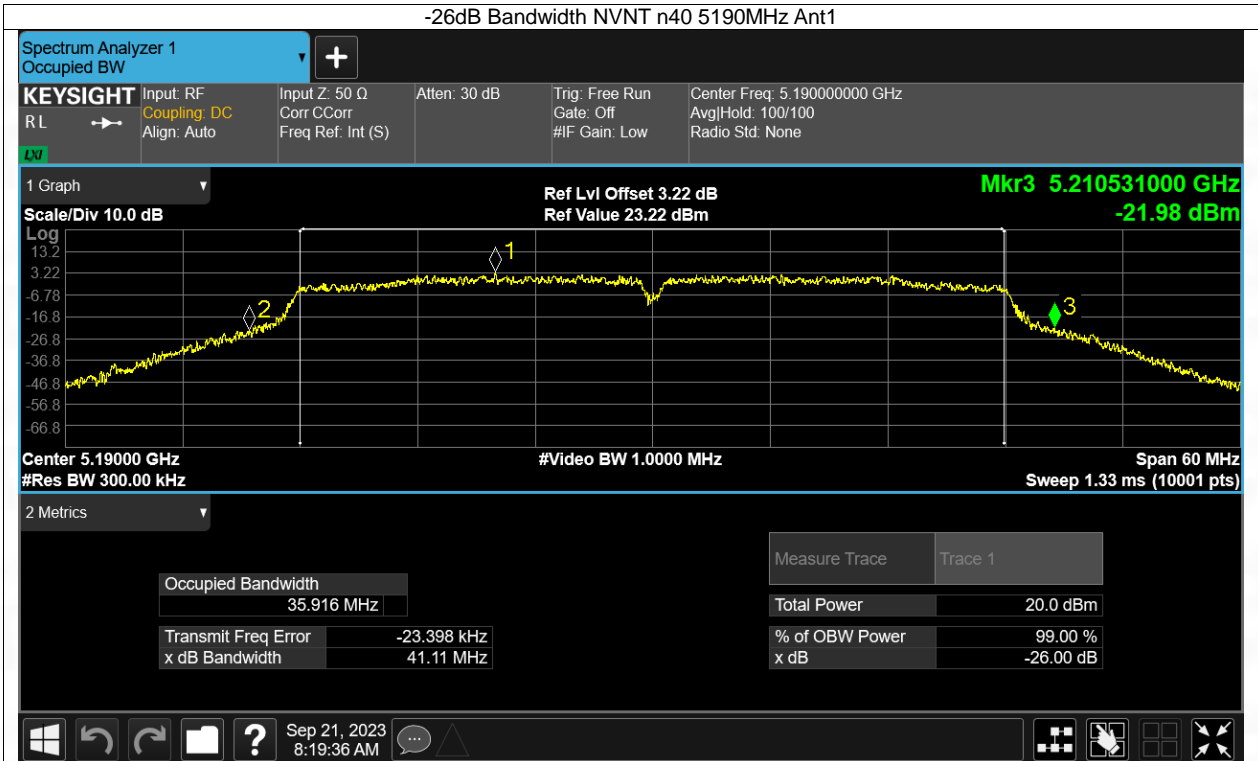 -26dB Bandwidth NVNT n40 5190MHz Ant1
Spectrum Analyzer 1
Occupied BW
KEYSIGHT
R L
LXI
Input: RF
Coupling: DC
Align: Auto
Input Z: 50 Ω
Corr CCorr
Freq Ref: Int (S)
Atten: 30 dB
Trig: Free Run
Gate: Off
#IF Gain: Low
Center Freq: 5.190000000 GHz
Avg|Hold: 100/100
Radio Std: None
1 Graph
Scale/Div 10.0 dB
Ref Lvl Offset 3.22 dB
Ref Value 23.22 dBm
Mkr3 5.210531000 GHz
-21.98 dBm
Log
13.2
3.22
-6.78
-16.8
-26.8
-36.8
-46.8
-56.8
-66.8
1
2
3
Center 5.19000 GHz
#Video BW 1.0000 MHz
Span 60 MHz
#Res BW 300.00 kHz
Sweep 1.33 ms (10001 pts)
2 Metrics
Measure Trace Trace 1
Occupied Bandwidth
35.916 MHz
Total Power 20.0 dBm
Transmit Freq Error -23.398 kHz
% of OBW Power 99.00 %
x dB Bandwidth 41.11 MHz
x dB -26.00 dB
?
Sep 21, 2023
8:19:36 AM